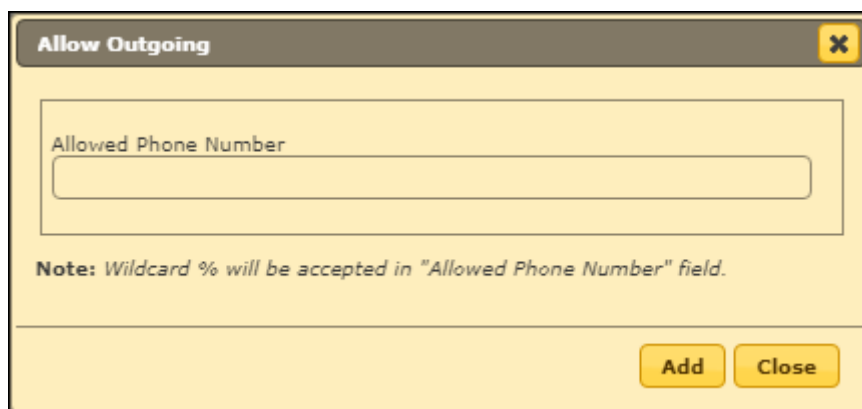 Allow Outgoing
Allowed Phone Number
Note: Wildcard % will be accepted in "Allowed Phone Number" field.
Add Close